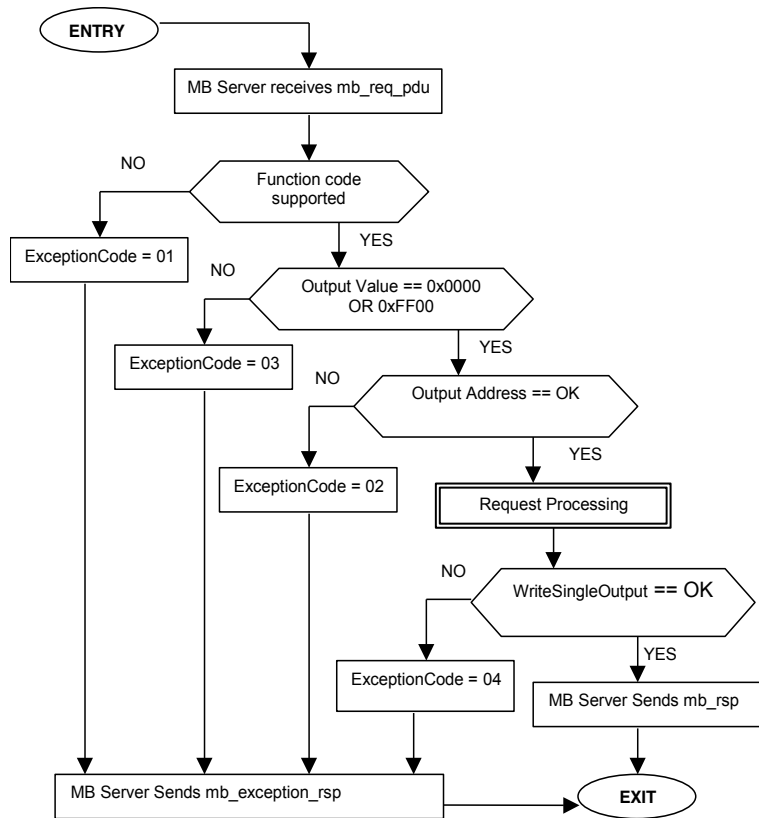 ENTRY
MB Server receives mb_req_pdu
NO
Function code
supported
YES
ExceptionCode = 01
NO
Output Value == 0x0000
OR 0xFF00
YES
ExceptionCode = 03
NO
Output Address == OK
YES
ExceptionCode = 02
Request Processing
NO
WriteSingleOutput == OK
YES
ExceptionCode = 04
MB Server Sends mb_rsp
MB Server Sends mb_exception_rsp
EXIT